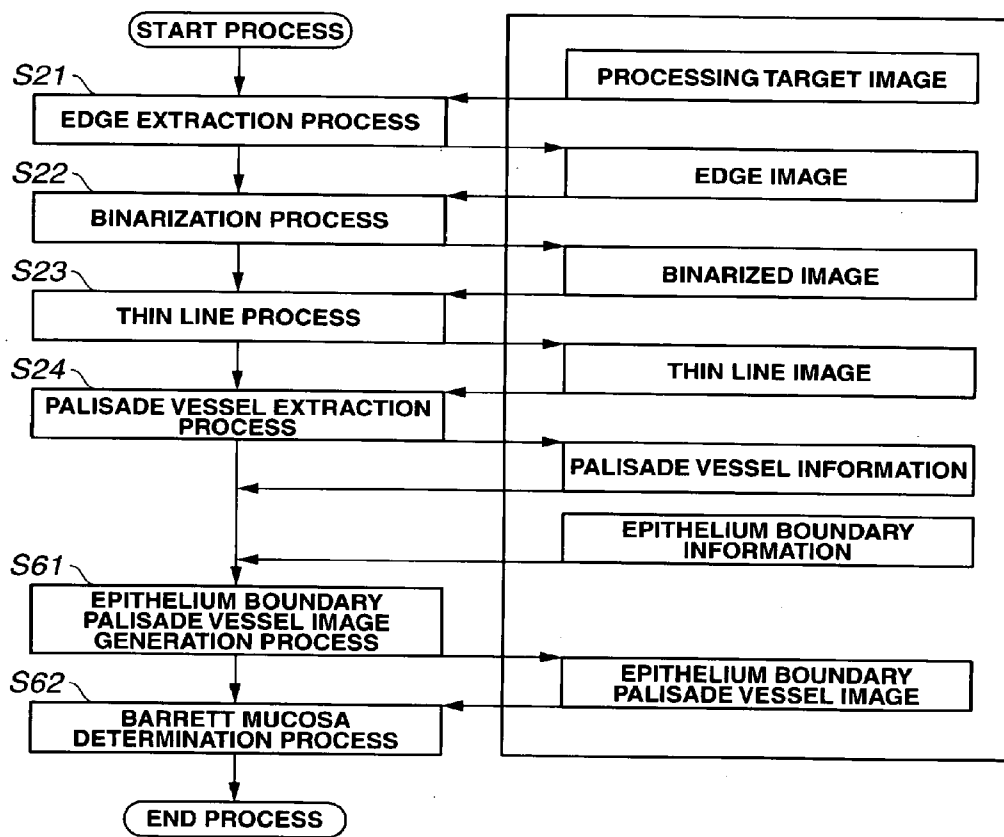 START PROCESS
S21
PROCESSING TARGET IMAGE
EDGE EXTRACTION PROCESS
EDGE IMAGE
S22
BINARIZATION PROCESS
BINARIZED IMAGE
S23
THIN LINE PROCESS
THIN LINE IMAGE
S24
PALISADE VESSEL EXTRACTION
PROCESS
PALISADE VESSEL INFORMATION
EPITHELIUM BOUNDARY
INFORMATION
S61
EPITHELIUM BOUNDARY
PALISADE VESSEL IMAGE
GENERATION PROCESS
EPITHELIUM BOUNDARY
PALISADE VESSEL IMAGE
S62
BARRETT MUCOSA
DETERMINATION PROCESS
END PROCESS